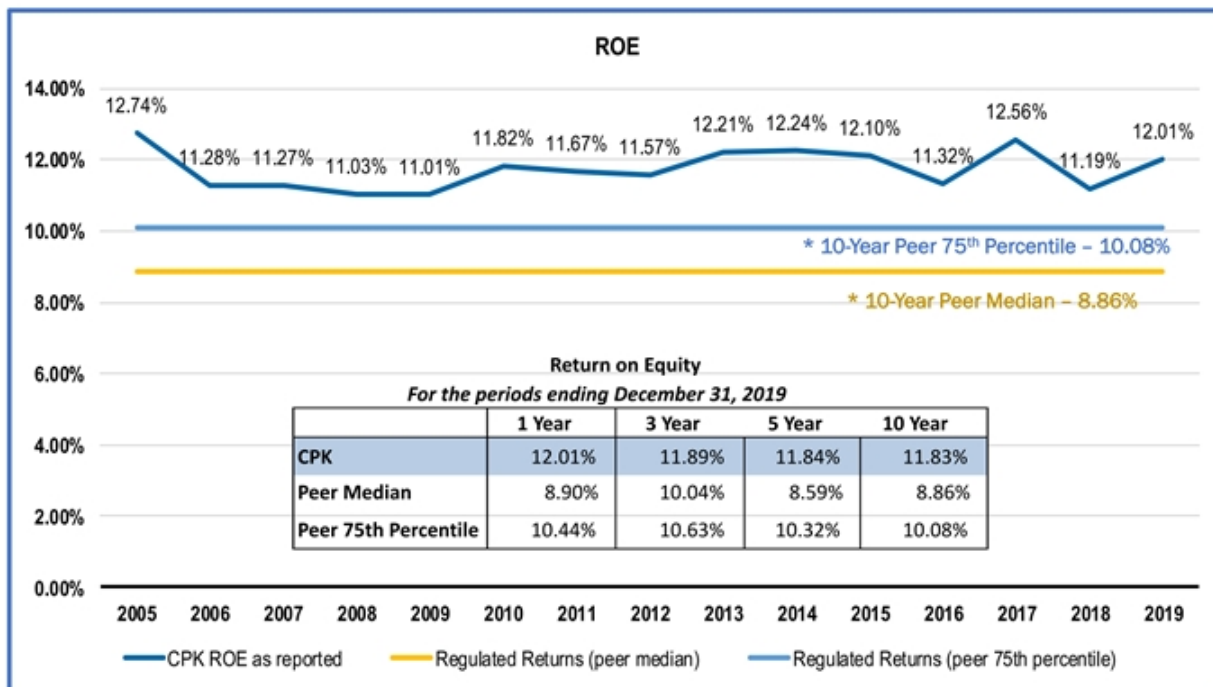 ROE
14.00%
12.00%
10.00%
8.00%
6.00%
4.00%
2.00%
0.00%
12.74%
11.28%
11.27%
11.03%
11.01%
11.82%
11.67%
11.57%
12.21%
12.24%
12.10%
11.32%
12.56%
11.19%
12.01%
* 10-Year Peer 75th Percentile – 10.08%
* 10-Year Peer Median – 8.86%
Return on Equity
For the periods ending December 31, 2019
1 Year 3 Year 5 Year 10 Year
CPK 12.01% 11.89% 11.84% 11.83%
Peer Median 8.90% 10.04% 8.59% 8.86%
Peer 75th Percentile 10.44% 10.63% 10.32% 10.08%
2005 2006 2007 2008 2009 2010 2011 2012 2013 2014 2015 2016 2017 2018 2019
CPK ROE as reported Regulated Returns (peer median) Regulated Returns (peer 75th percentile)